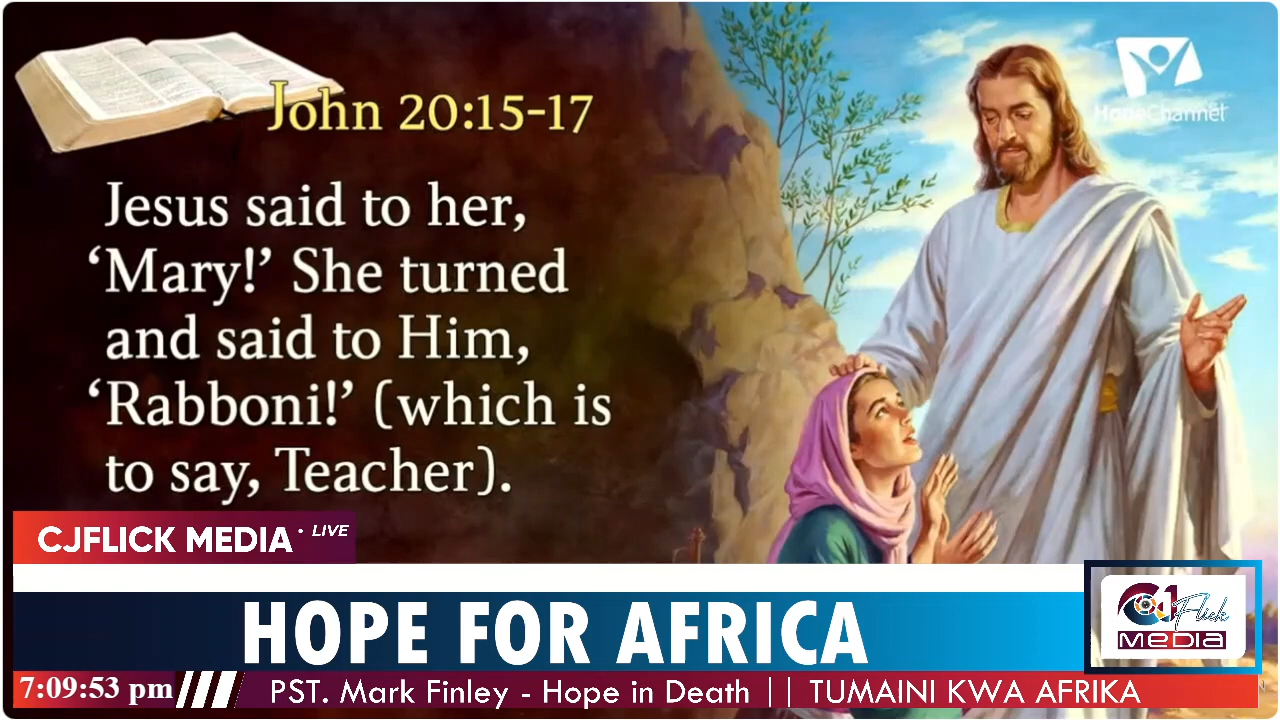 John 20:15-17
HopeChannel
Jesus said to her,
‘Mary!’ She turned
and said to Him,
‘Rabboni!’ (which is
to say, Teacher).
CJFLICK MEDIA • LIVE
HOPE FOR AFRICA
Flick
MEDIA
7:09:53 pm
PST. Mark Finley - Hope in Death || TUMAINI KWA AFRIKA